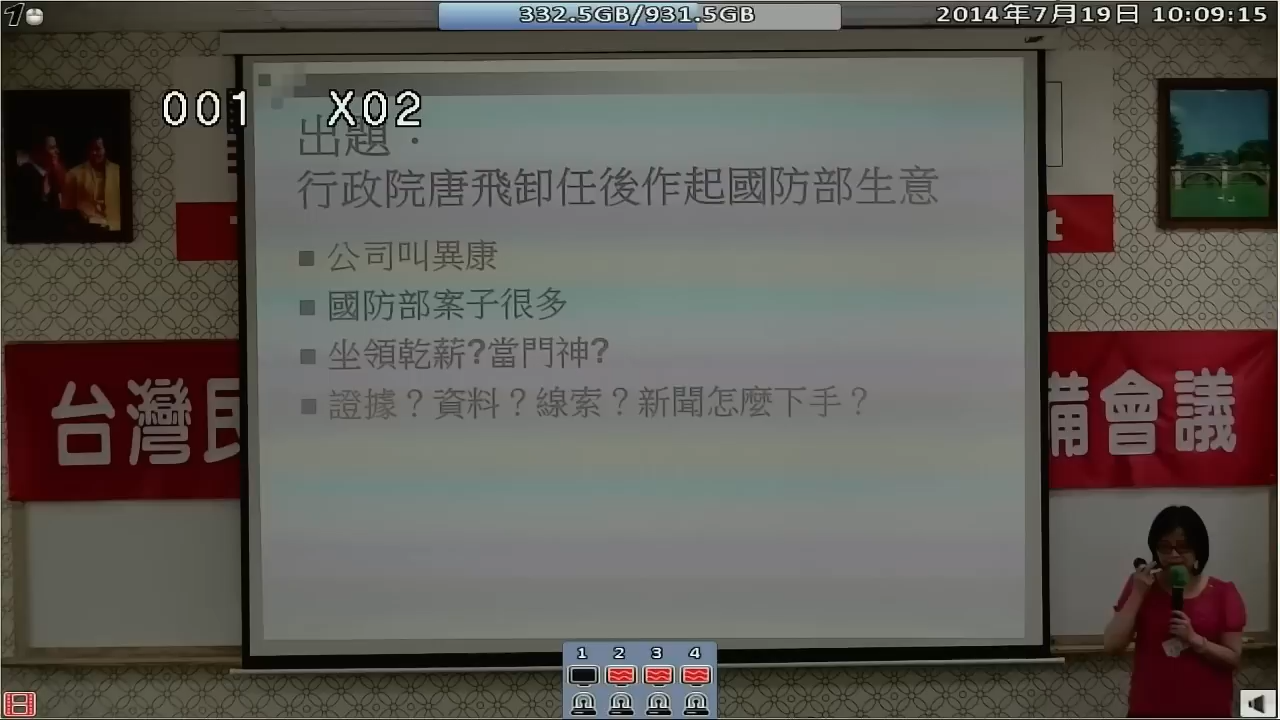 332.5GB/931.5GB
2014年7月19日 10:09:15
001 X02
出題：
行政院唐飛卸任後作起國防部生意
公司叫異康
國防部案子很多
坐領乾薪?當門神?
證據？資料？線索？新聞怎麼下手？
t
台灣民
備會議
1 2 3 4